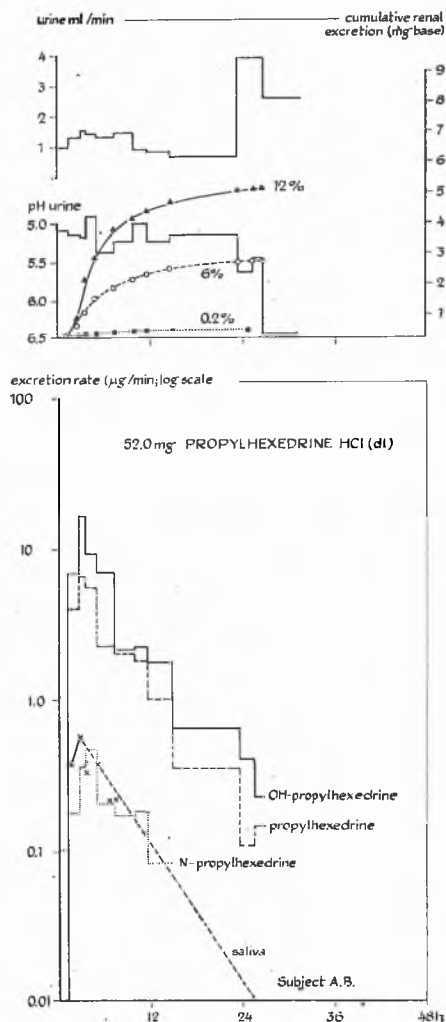 urine ml/min
cumulative renal
excretion (mg base)
4
3
2
1
9
8
7
6
5
4
3
2
1
12%
pH urine
5.0
5.5
6.0
6.5
6%
0.2%
excretion rate (µg/min; log scale
100
52.0 mg PROPYLHEXEDRINE HCl (dl)
10
1.0
OH-propylhexedrine
propylhexedrine
N-propylhexedrine
0.1
saliva
Subject A.B.
0.01
12
24
36
48h